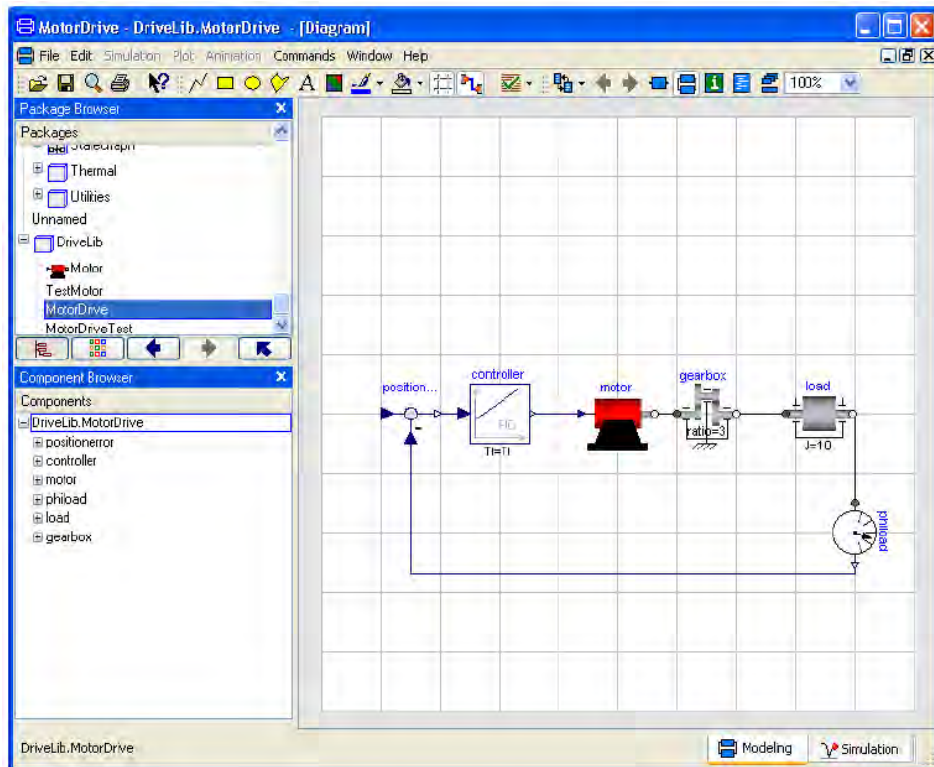 MotorDrive - DriveLib.MotorDrive - [Diagram]
File Edit Simulation Plot Animation Commands Window Help
A 100%
Package Browser
Packages
StateGraph
Thermal
Utilities
Unnamed
DriveLib
Motor
TestMotor
MotorDrive
MotorDriveTest
Component Browser
Components
DriveLib.MotorDrive
positionerror
controller
motor
phiload
load
gearbox
position...
controller
PID
Ti=Ti
motor
gearbox
ratio=3
load
J=10
phiload
-
DriveLib.MotorDrive
Modeling
Simulation